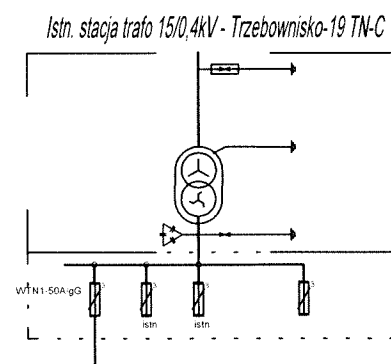 Istn. stacja trafo 15/0,4kV - Trzebownisko-19 TN-C
3 3 3 3
WTN1-50A/gG
istn istn